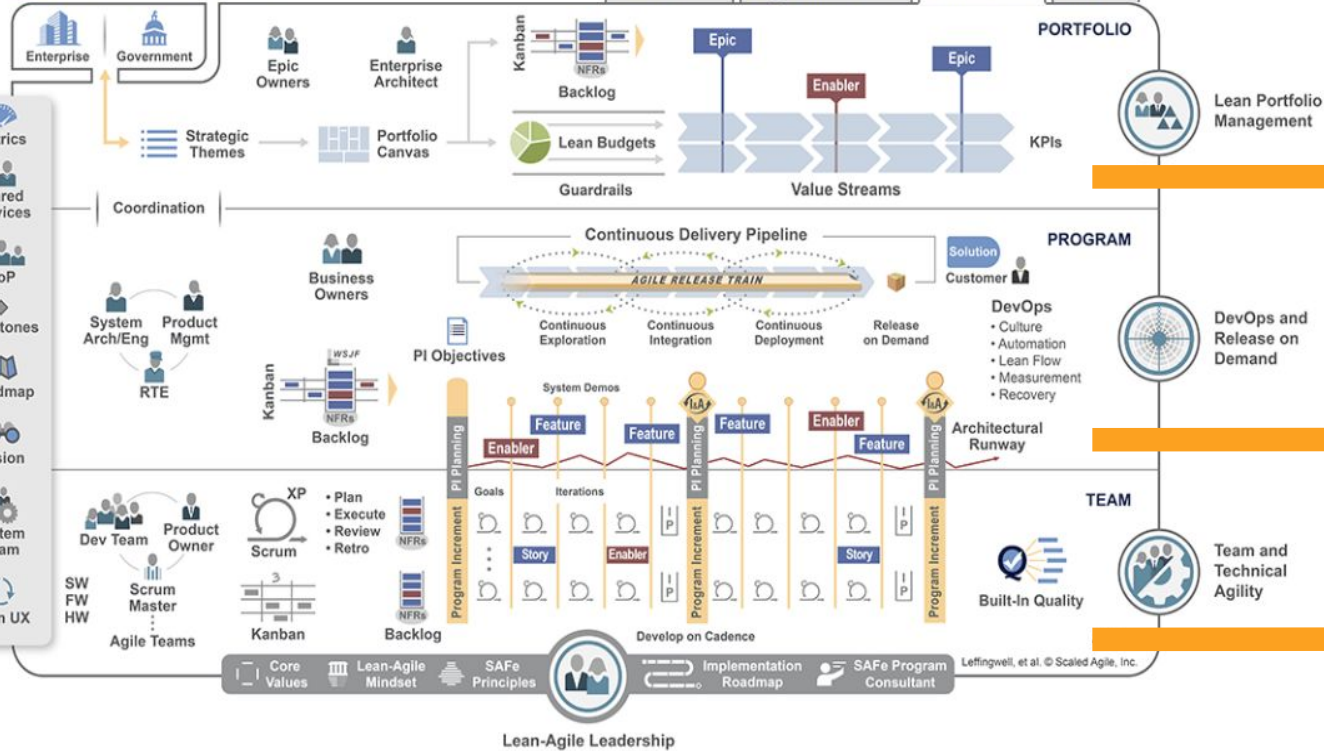 Enterprise
Government
Epic
Owners
Enterprise
Architect
Kanban
NFRs
Backlog
Epic
Enabler
Epic
PORTFOLIO
Lean Portfolio
Management
Strategic
Themes
Portfolio
Canvas
Lean Budgets
Guardrails
Value Streams
KPIs
Coordination
Business
Owners
Continuous Delivery Pipeline
AGILE RELEASE TRAIN
Continuous
Exploration
Continuous
Integration
Continuous
Deployment
Release
on Demand
Solution
Customer
PROGRAM
DevOps
• Culture
• Automation
• Lean Flow
• Measurement
• Recovery
DevOps and
Release on
Demand
System
Arch/Eng
Product
Mgmt
RTE
Kanban
WSJF
NFRs
Backlog
PI Objectives
System Demos
Enabler
Feature
Feature
I&A
Feature
Enabler
Feature
I&A
Architectural
Runway
PI Planning
PI Planning
PI Planning
TEAM
Dev Team
Product
Owner
Scrum
Master
Agile Teams
SW
FW
HW
XP
Scrum
3
Kanban
• Plan
• Execute
• Review
• Retro
NFRs
NFRs
Backlog
Program Increment
Goals
Iterations
Story
Enabler
I
P
I
P
Program Increment
Story
I
P
I
P
Program Increment
Develop on Cadence
Built-In Quality
Team and
Technical
Agility
Core
Values
Lean-Agile
Mindset
SAFe
Principles
Implementation
Roadmap
SAFe Program
Consultant
Leffingwell, et al. © Scaled Agile, Inc.
Lean-Agile Leadership